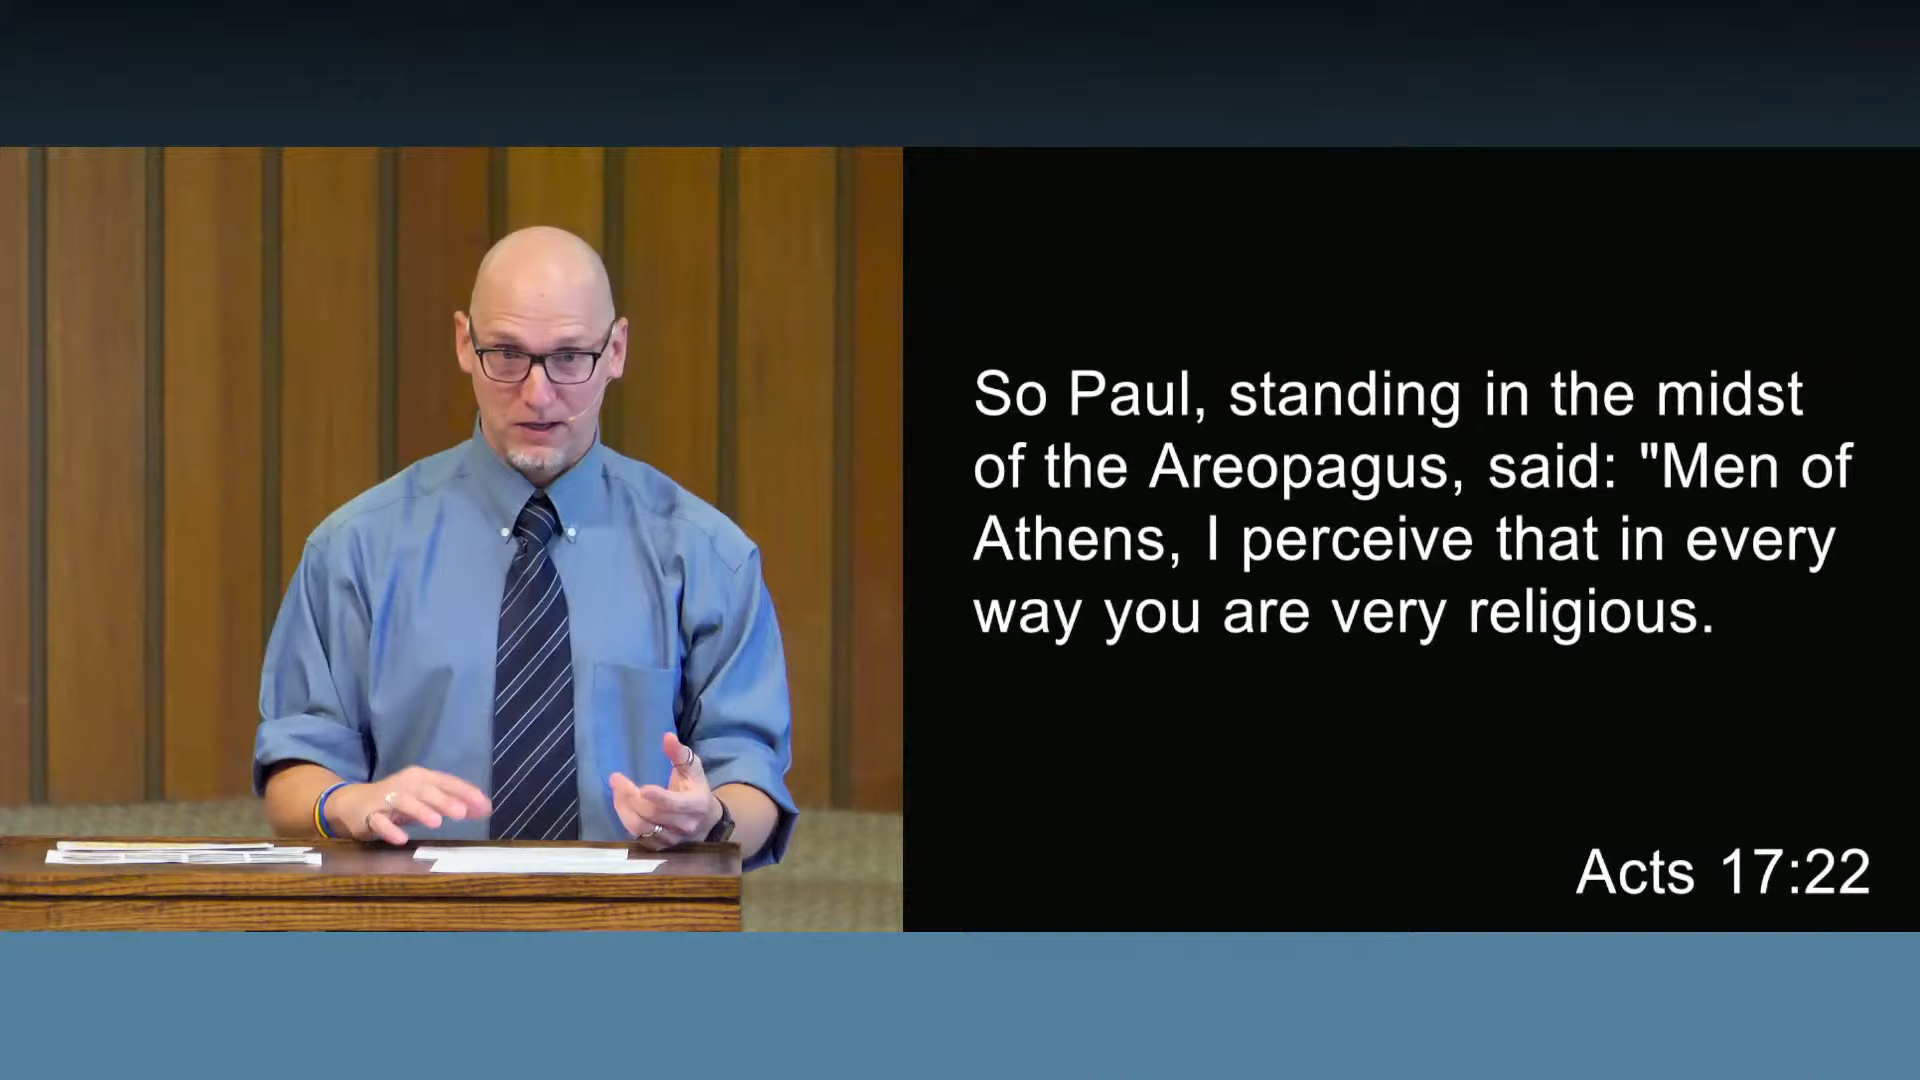 So Paul, standing in the midst
of the Areopagus, said: "Men of
Athens, I perceive that in every
way you are very religious.
Acts 17:22